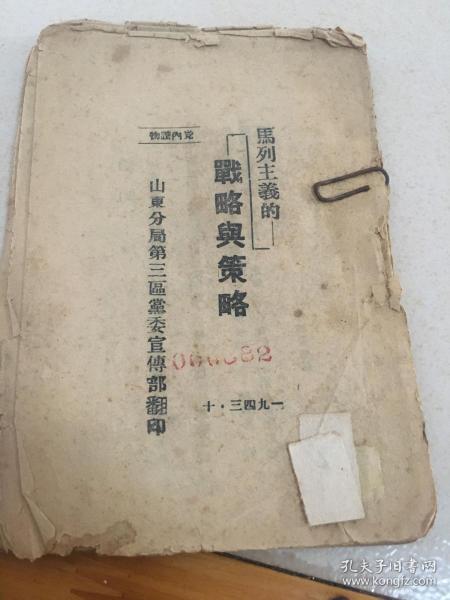 馬列主義的
戰略與策略
党內讀物
山東分局第三區黨委宣傳部翻印
一九四三·十
孔夫子旧书网
www.kongfz.com